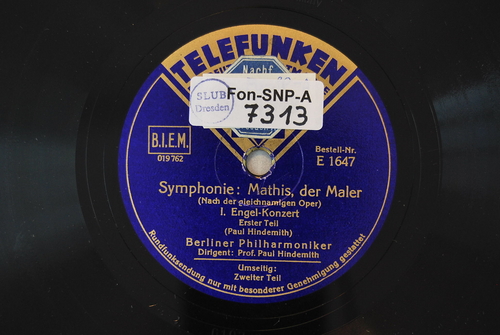 TELEFUNKEN
Nachf
SLUB
Dresden
Fon-SNP-A
7313
B.I.E.M.
019762
Bestell-Nr.
E 1647
Symphonie: Mathis, der Maler
(Nach der gleichnamigen Oper)
I. Engel-Konzert
Erster Teil
(Paul Hindemith)
Berliner Philharmoniker
Dirigent: Prof. Paul Hindemith
Umseitig:
Zweiter Teil
Rundfunksendung nur mit besonderer Genehmigung gestattet